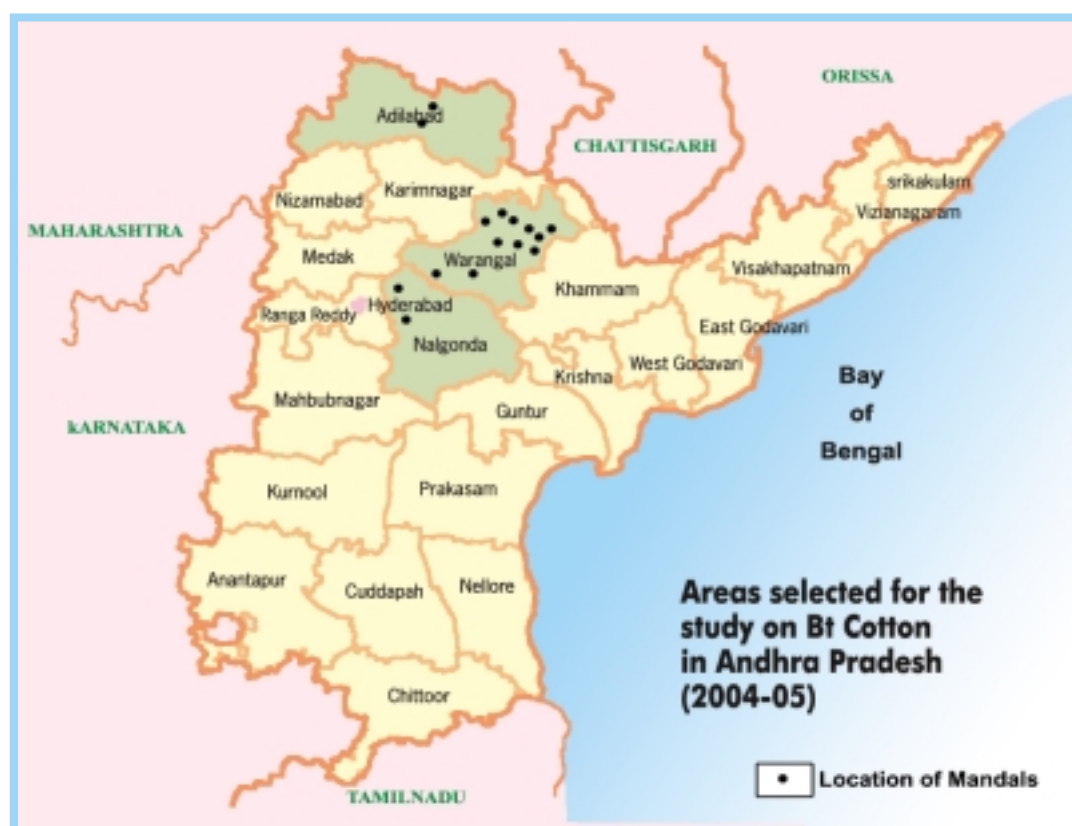 ORISSA
Adilabad
CHATTISGARH
Nizamabad
Karimnagar
srikakulam
Vizianagaram
MAHARASHTRA
Medak
Warangal
Visakhapatnam
Khammam
Ranga Reddy
Hyderabad
East Godavari
Nalgonda
West Godavari
Krishna
Bay
of
Bengal
Mahbubnagar
Guntur
kARNATAKA
Kurnool
Prakasam
Anantapur
Cuddapah
Nellore
Areas selected for the
study on Bt Cotton
in Andhra Pradesh
(2004-05)
Chittoor
Location of Mandals
TAMILNADU